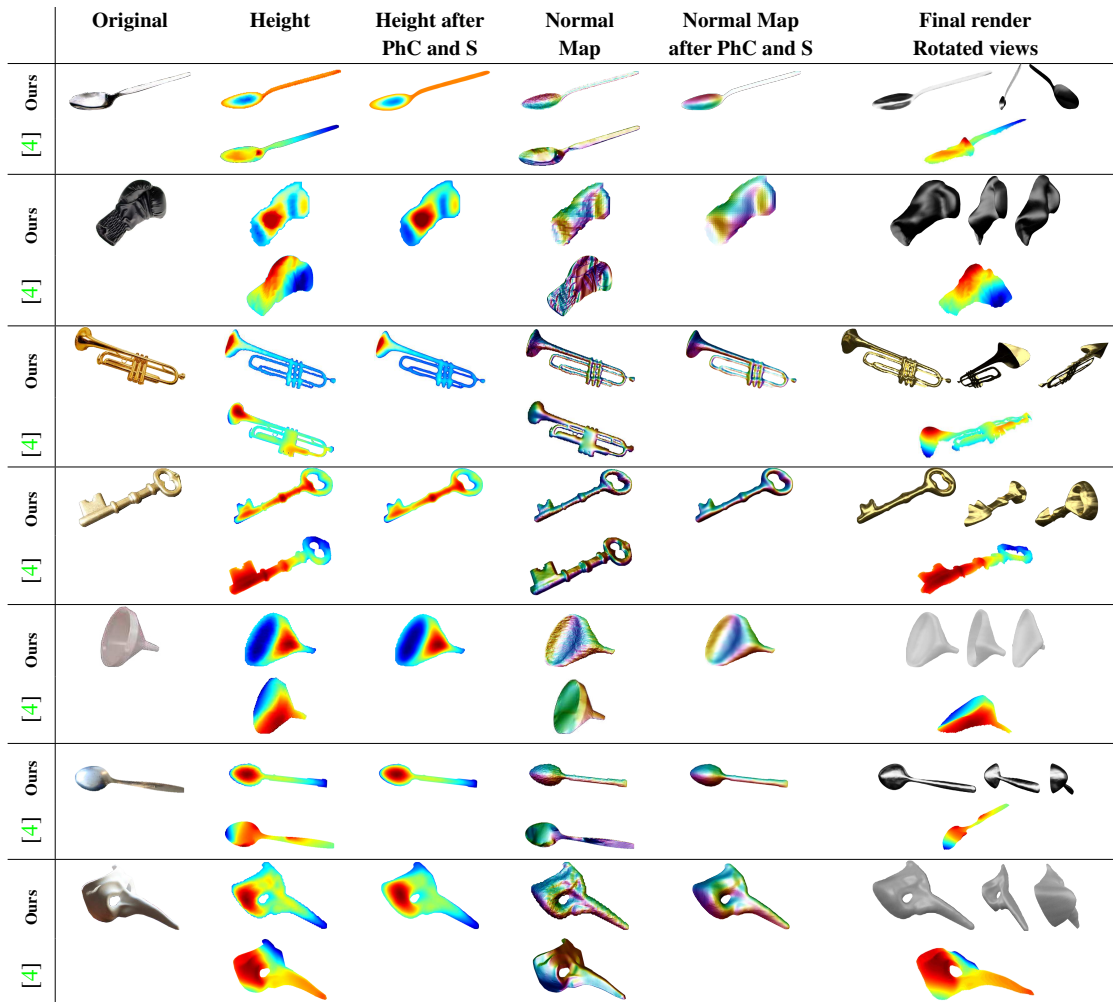 Original Height Height after Normal Normal Map Final render
PhC and S Map after PhC and S Rotated views
Ours
[4]
Ours
[4]
Ours
[4]
Ours
[4]
Ours
[4]
Ours
[4]
Ours
[4]